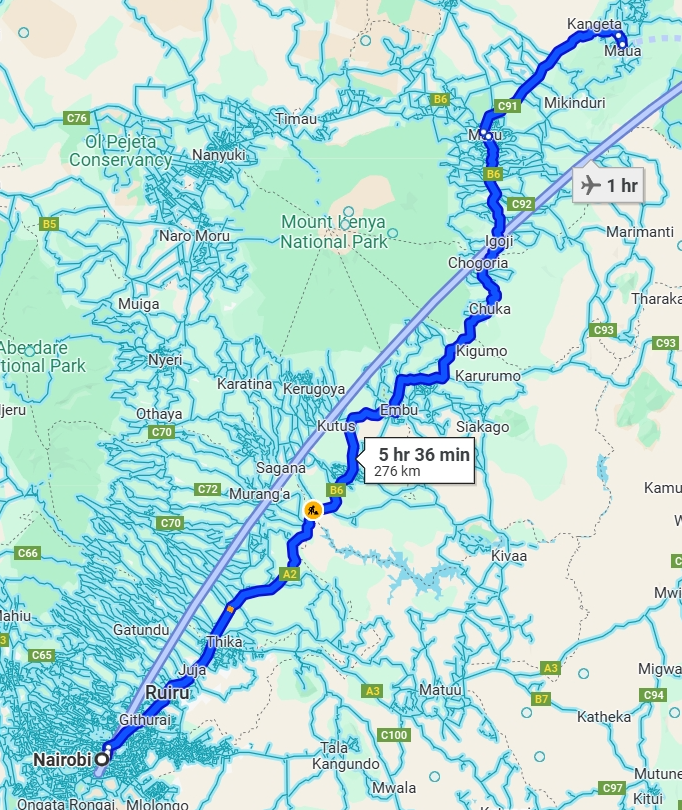 Kangeta
Maua
B6
C91
Mikinduri
C76
Timau
Meru
Ol Pejeta
Conservancy
Nanyuki
B6
1 hr
C92
Mount Kenya
National Park
B5
Naro Moru
Igoji
Marimanti
Chogoria
Muiga
Chuka
Tharaka
C93
C93
Aberdare
tional Park
Nyeri
Kigumo
Karatina
Kerugoya
Karurumo
Njeru
Othaya
Embu
C70
Kutus
Siakago
5 hr 36 min
276 km
Sagana
C72
Murang'a
B6
Kamu
C70
C66
Kivaa
A2
Mwi
Mahiu
Gatundu
Thika
3
C65
Juja
A3
Migwa
Ruiru
A3
Matuu
C94
B7
Githurai
Katheka
C100
Nairobi
Tala
Kangundo
Mutune
Mwala
C97
Kitui
Ongata Rongai
Mlolongo